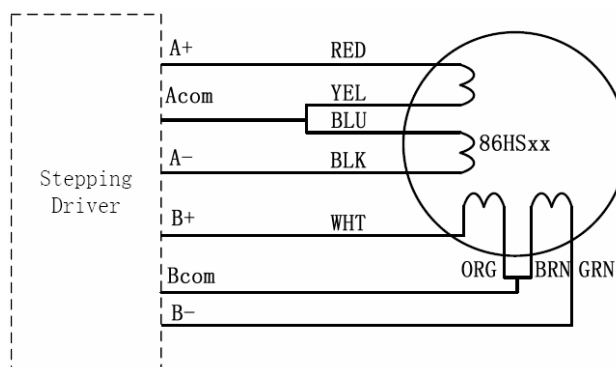 A+ RED
YEL
Acom
BLU
86HSxx
A- BLK
Stepping
Driver
B+ WHT
ORG BRN GRN
Bcom
B-